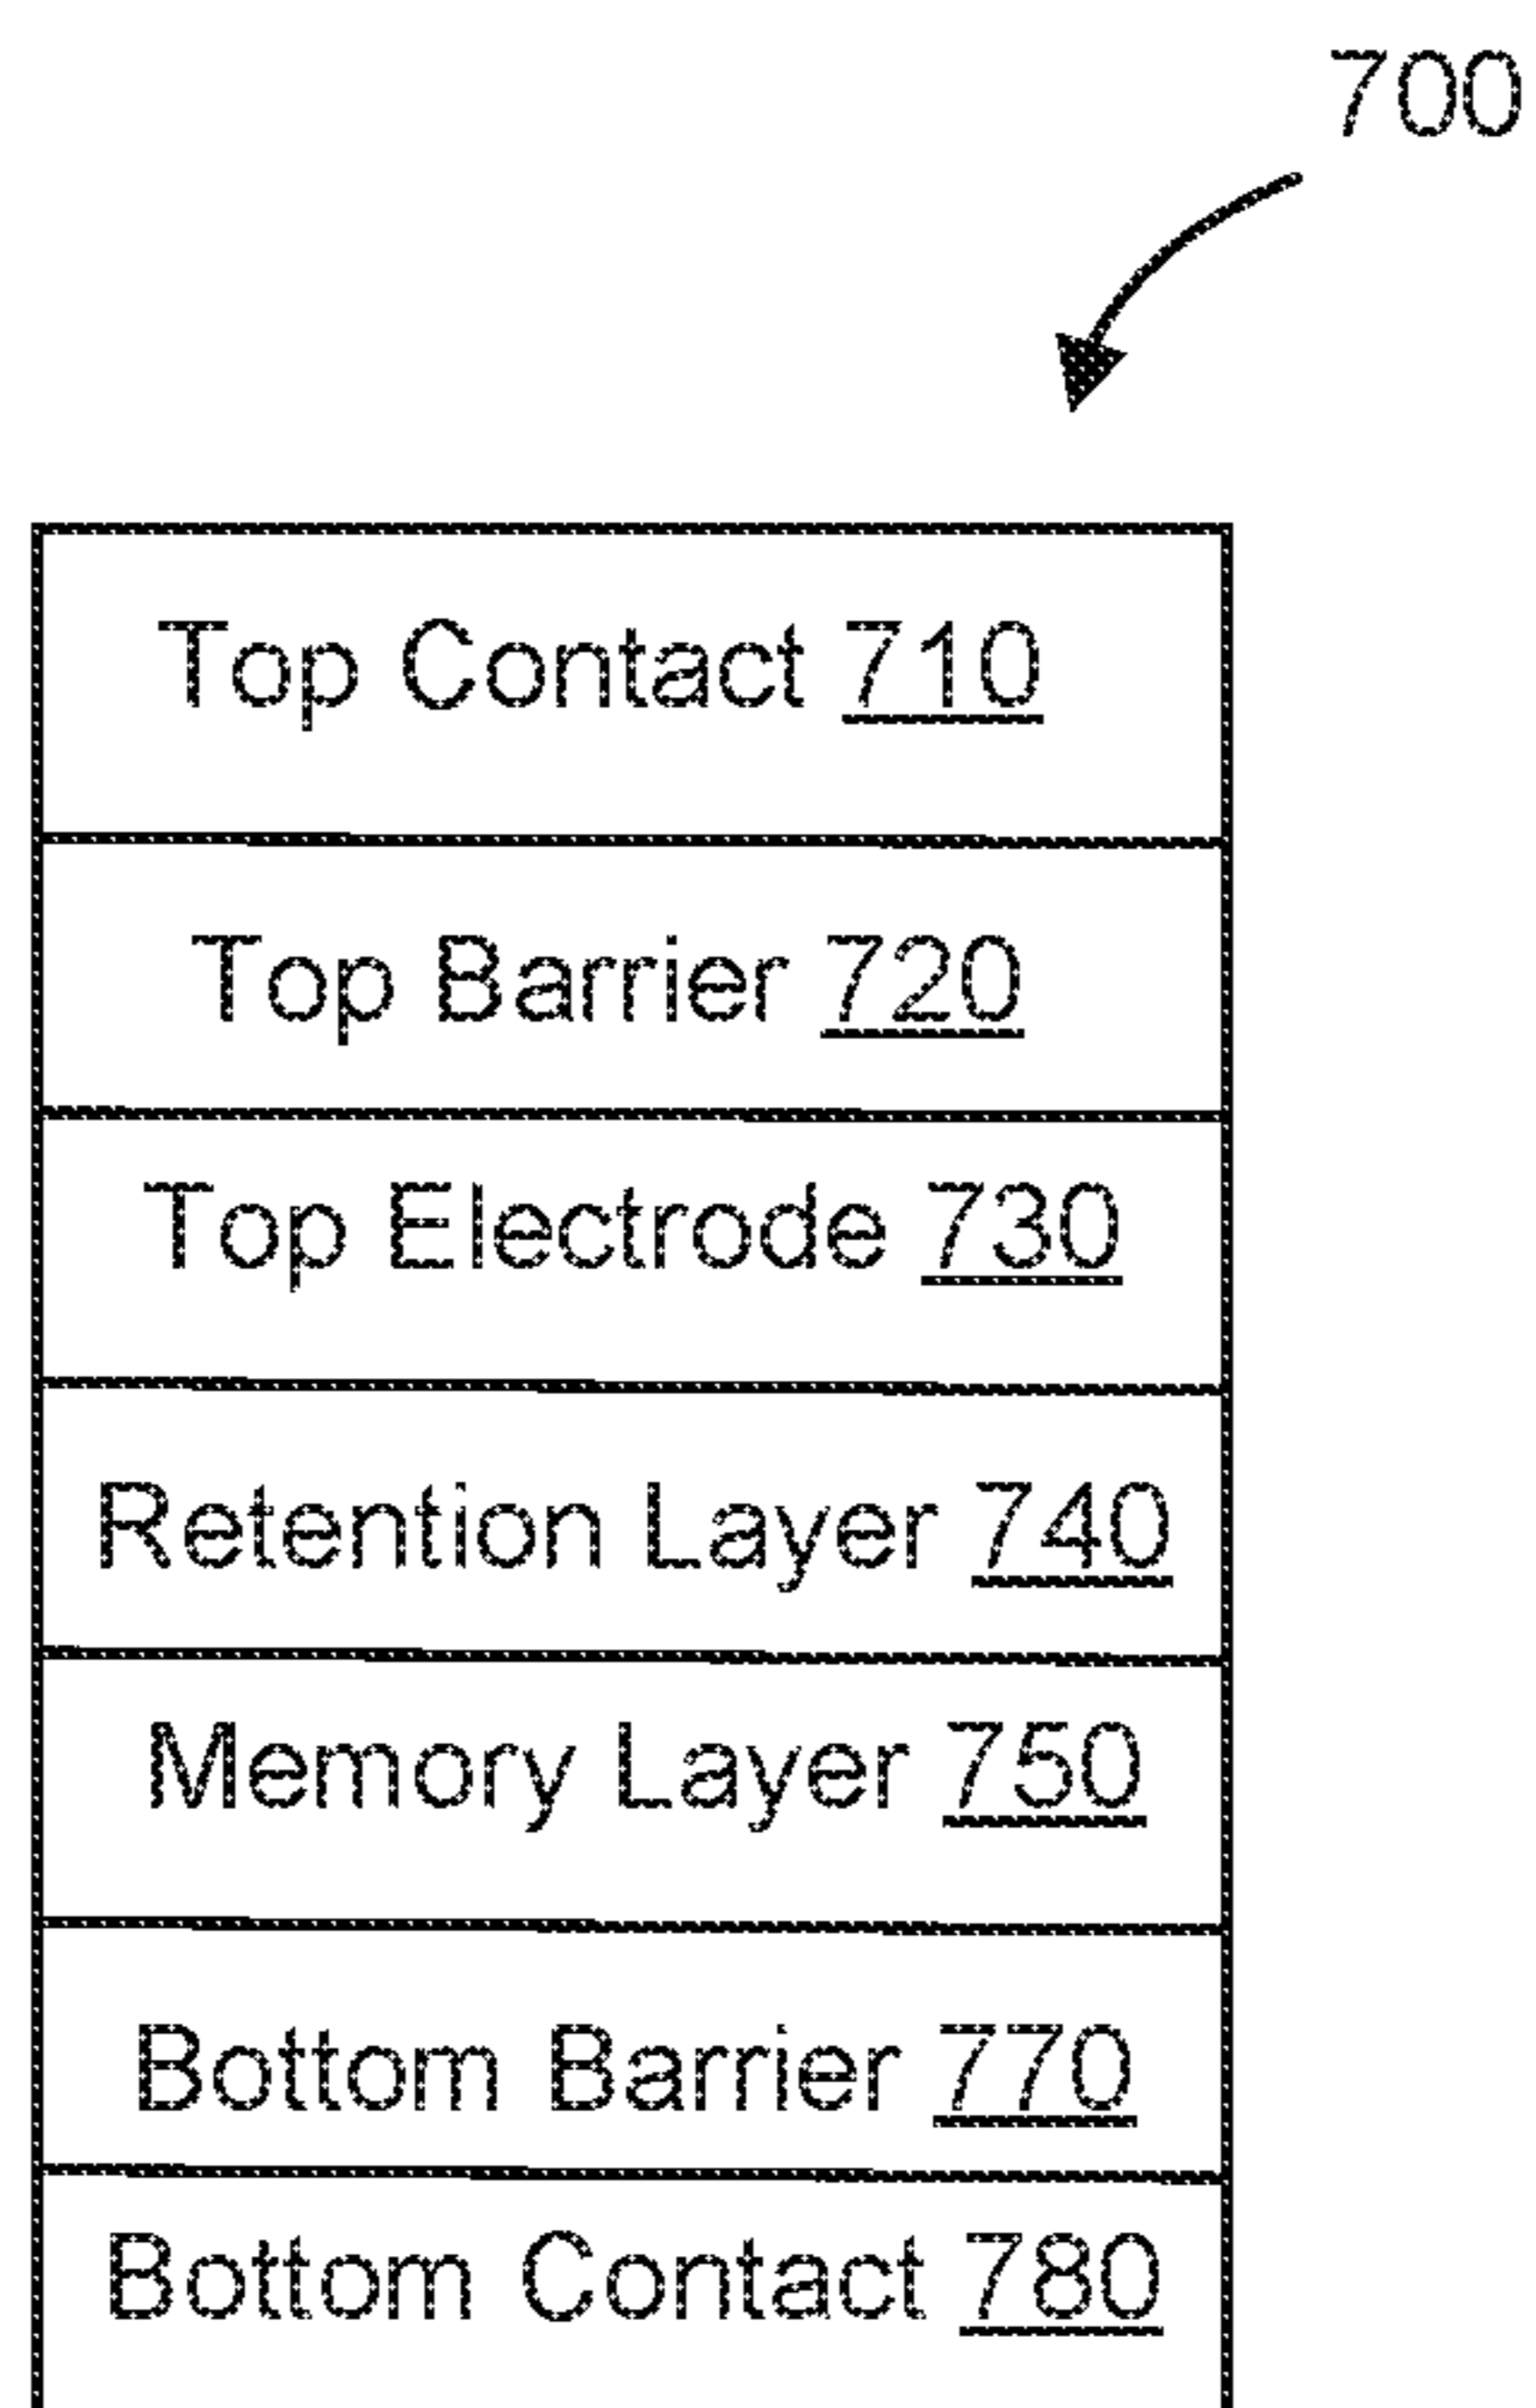 700
Top Contact 710
Top Barrier 720
Top Electrode 730
Retention Layer 740
Memory Layer 750
Bottom Barrier 770
Bottom Contact 780